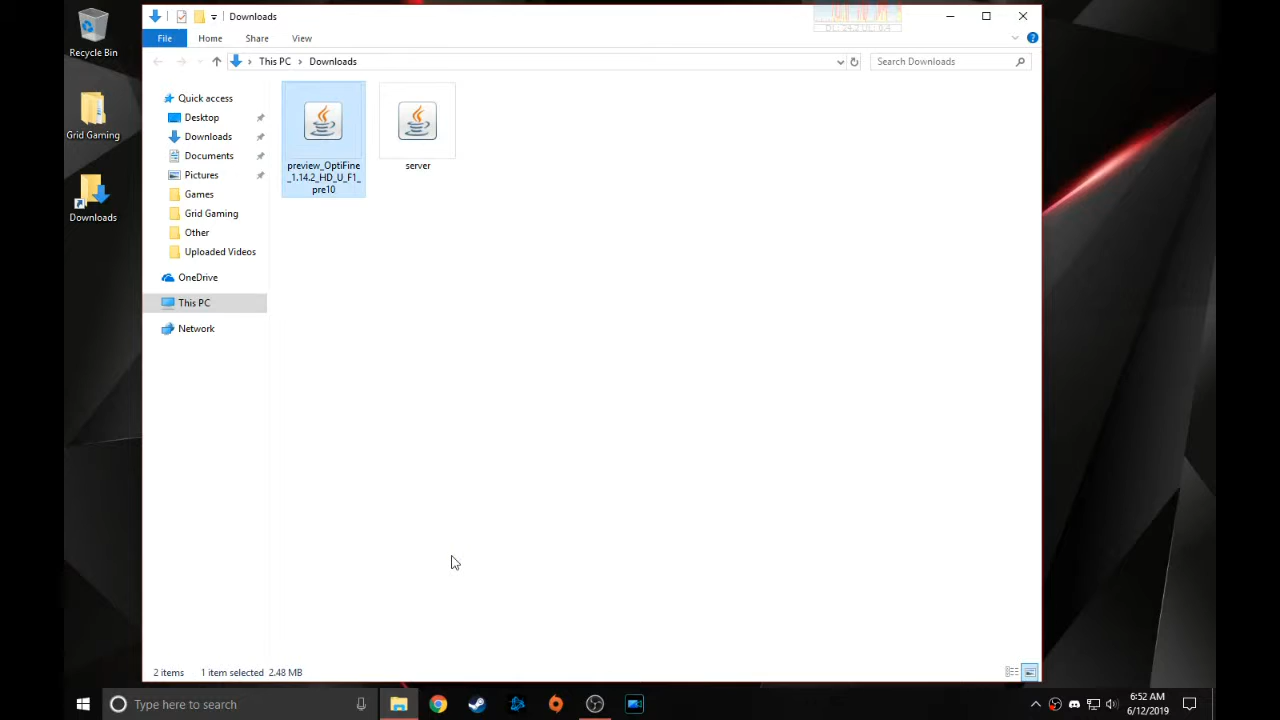 Recycle Bin
Grid Gaming
Downloads
Downloads
File
Home
Share
View
This PC
Downloads
Search Downloads
Quick access
Desktop
Downloads
Documents
Pictures
Games
Grid Gaming
Other
Uploaded Videos
OneDrive
This PC
Network
preview_OptiFine
_1.14.2_HD_U_F1_
pre10
server
2 items
1 item selected 2.48 MB
Type here to search
6:52 AM
6/12/2019